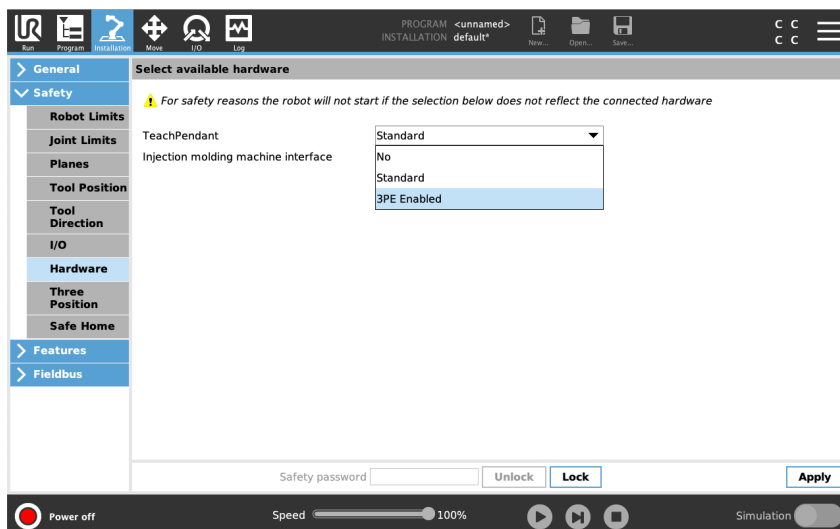 PROGRAM <unnamed>
INSTALLATION default*
C C
C C
UR
Run
Program
Installation
Move
I/O
Log
New...
Open...
Save...
General
Safety
Robot Limits
Joint Limits
Planes
Tool Position
Tool
Direction
I/O
Hardware
Three
Position
Safe Home
Features
Fieldbus
Select available hardware
For safety reasons the robot will not start if the selection below does not reflect the connected hardware
TeachPendant
Standard
Injection molding machine interface
No
Standard
3PE Enabled
Safety password
Unlock
Lock
Apply
Power off
Speed
100%
Simulation